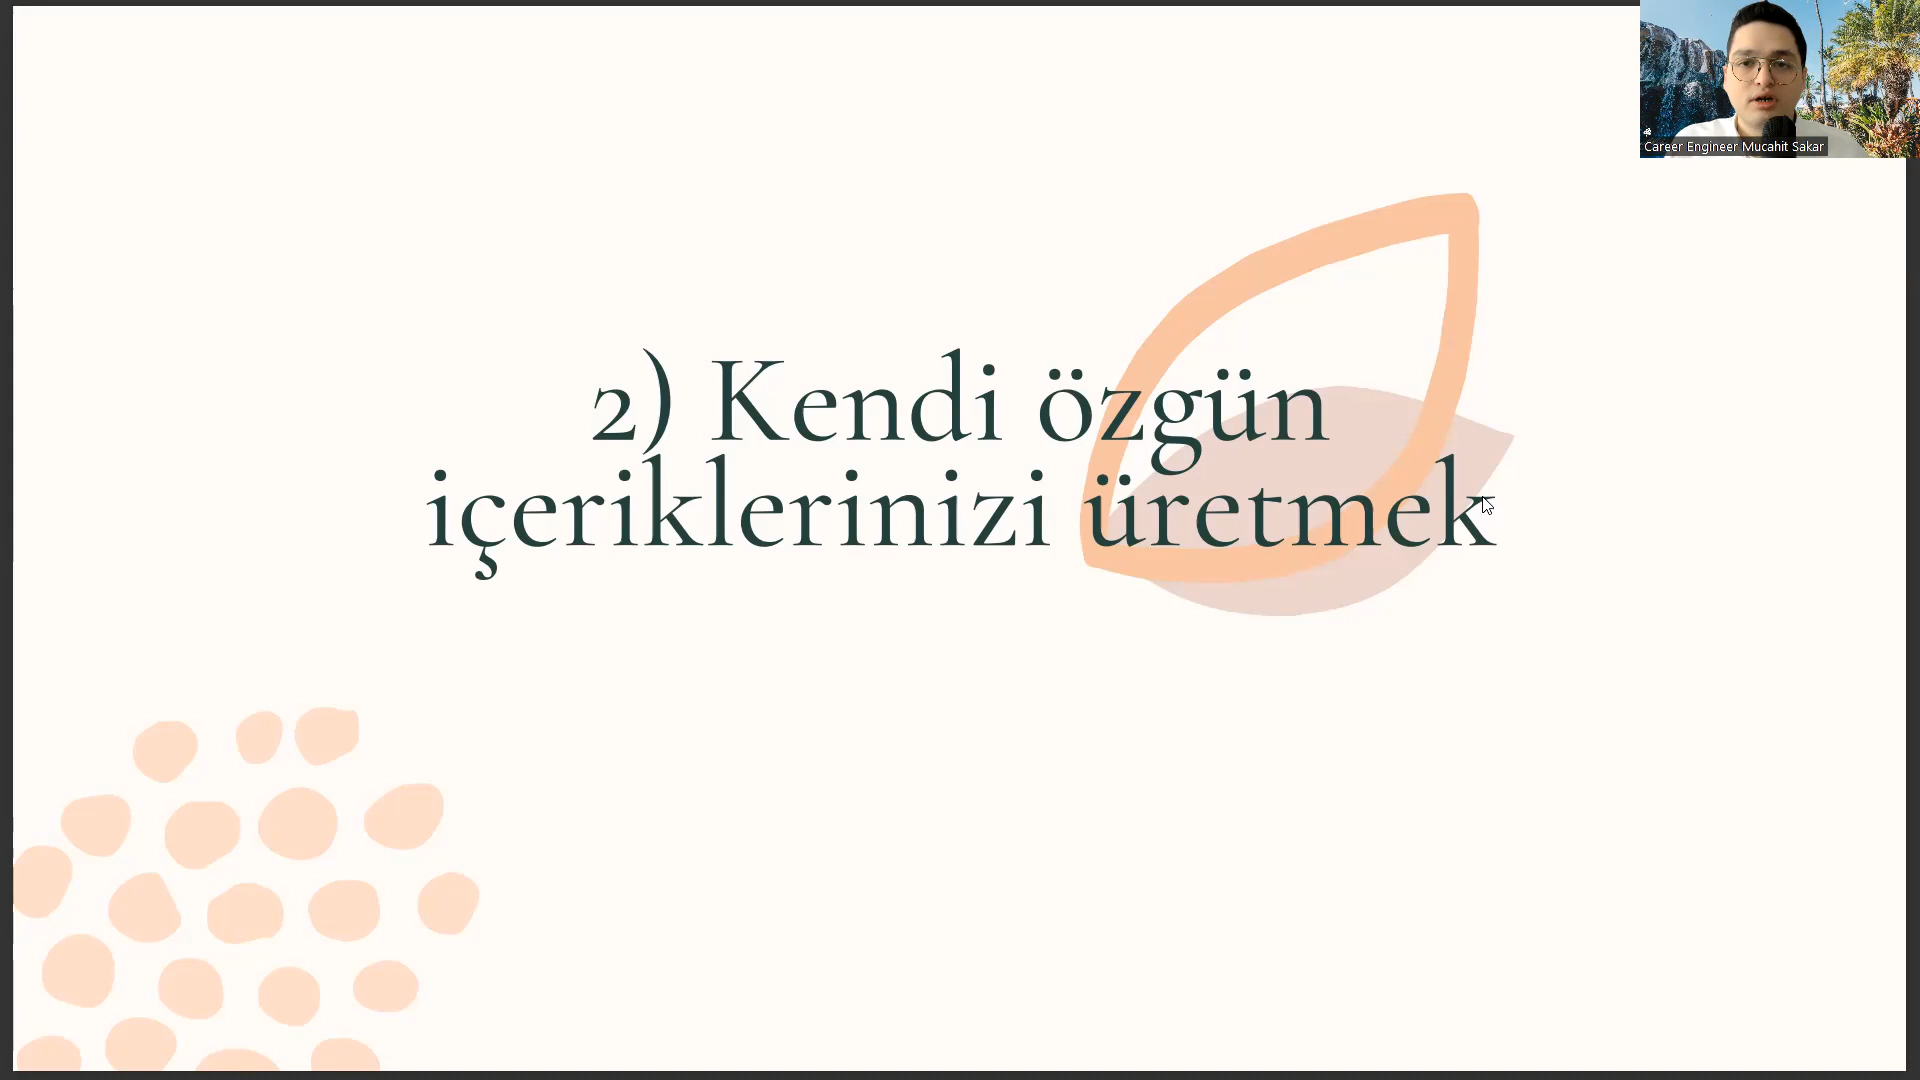 Career Engineer Mucahit Sakar
2) Kendi özgün
içeriklerinizi üretmek